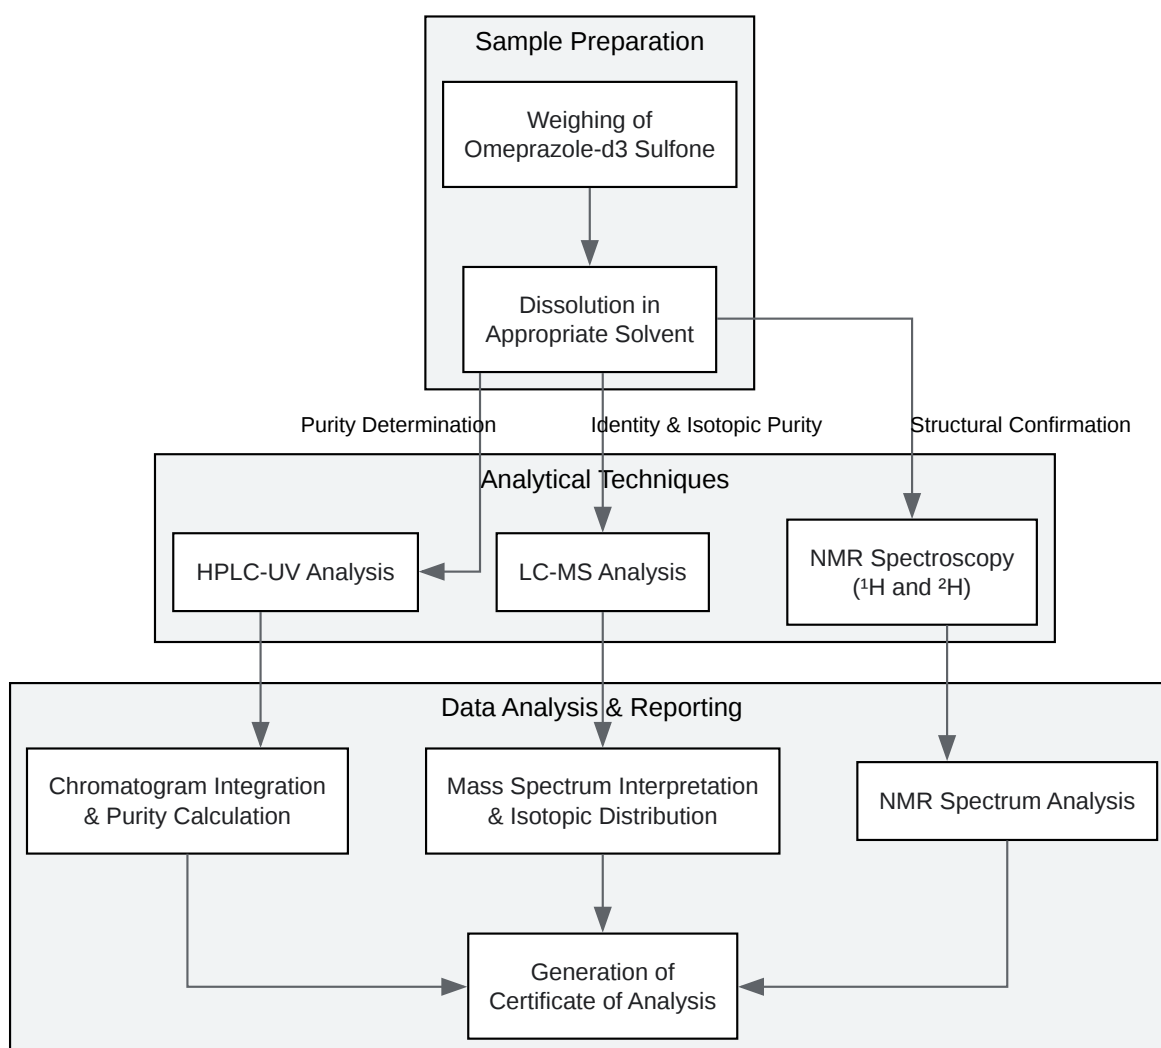 Sample Preparation
Weighing of
Omeprazole-d3 Sulfone
Dissolution in
Appropriate Solvent
Purity Determination
Identity & Isotopic Purity
Structural Confirmation
Analytical Techniques
HPLC-UV Analysis
LC-MS Analysis
NMR Spectroscopy
(¹H and ²H)
Data Analysis & Reporting
Chromatogram Integration
& Purity Calculation
Mass Spectrum Interpretation
& Isotopic Distribution
NMR Spectrum Analysis
Generation of
Certificate of Analysis